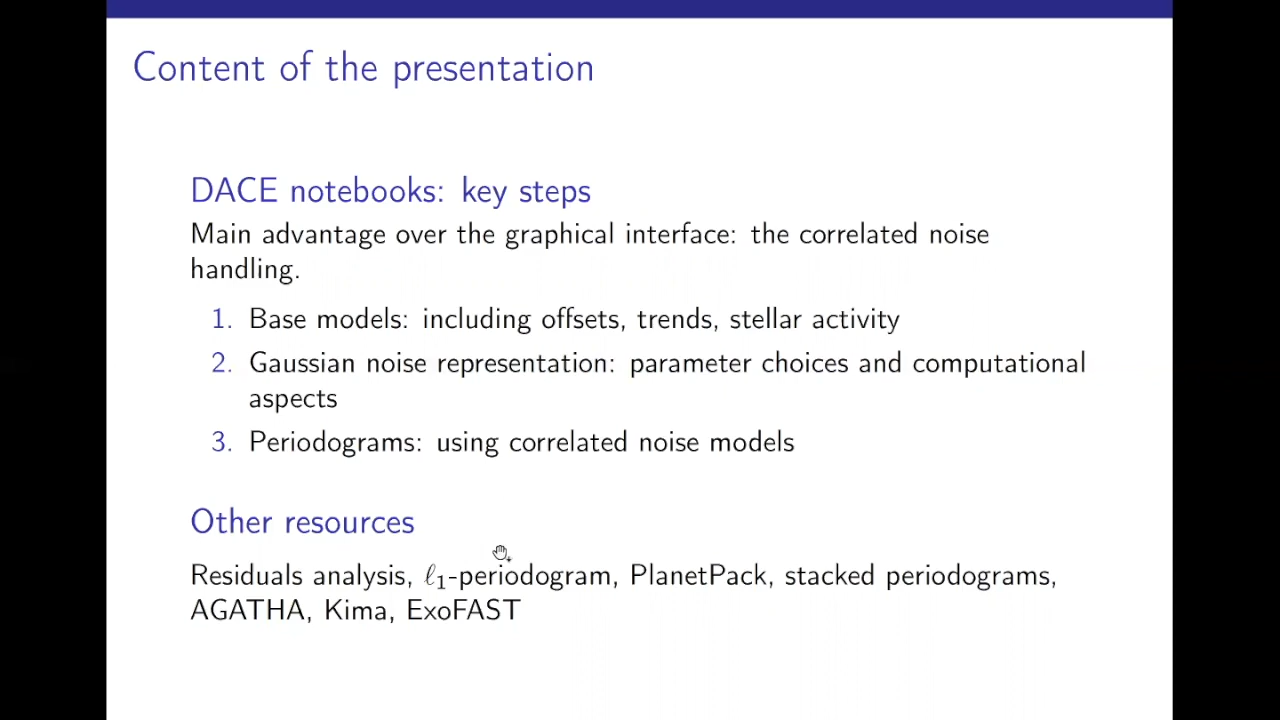 Content of the presentation
DACE notebooks: key steps
Main advantage over the graphical interface: the correlated noise
handling.
1. Base models: including offsets, trends, stellar activity
2. Gaussian noise representation: parameter choices and computational
aspects
3. Periodograms: using correlated noise models
Other resources
Residuals analysis, ℓ₁-periodogram, PlanetPack, stacked periodograms,
AGATHA, Kima, ExoFAST